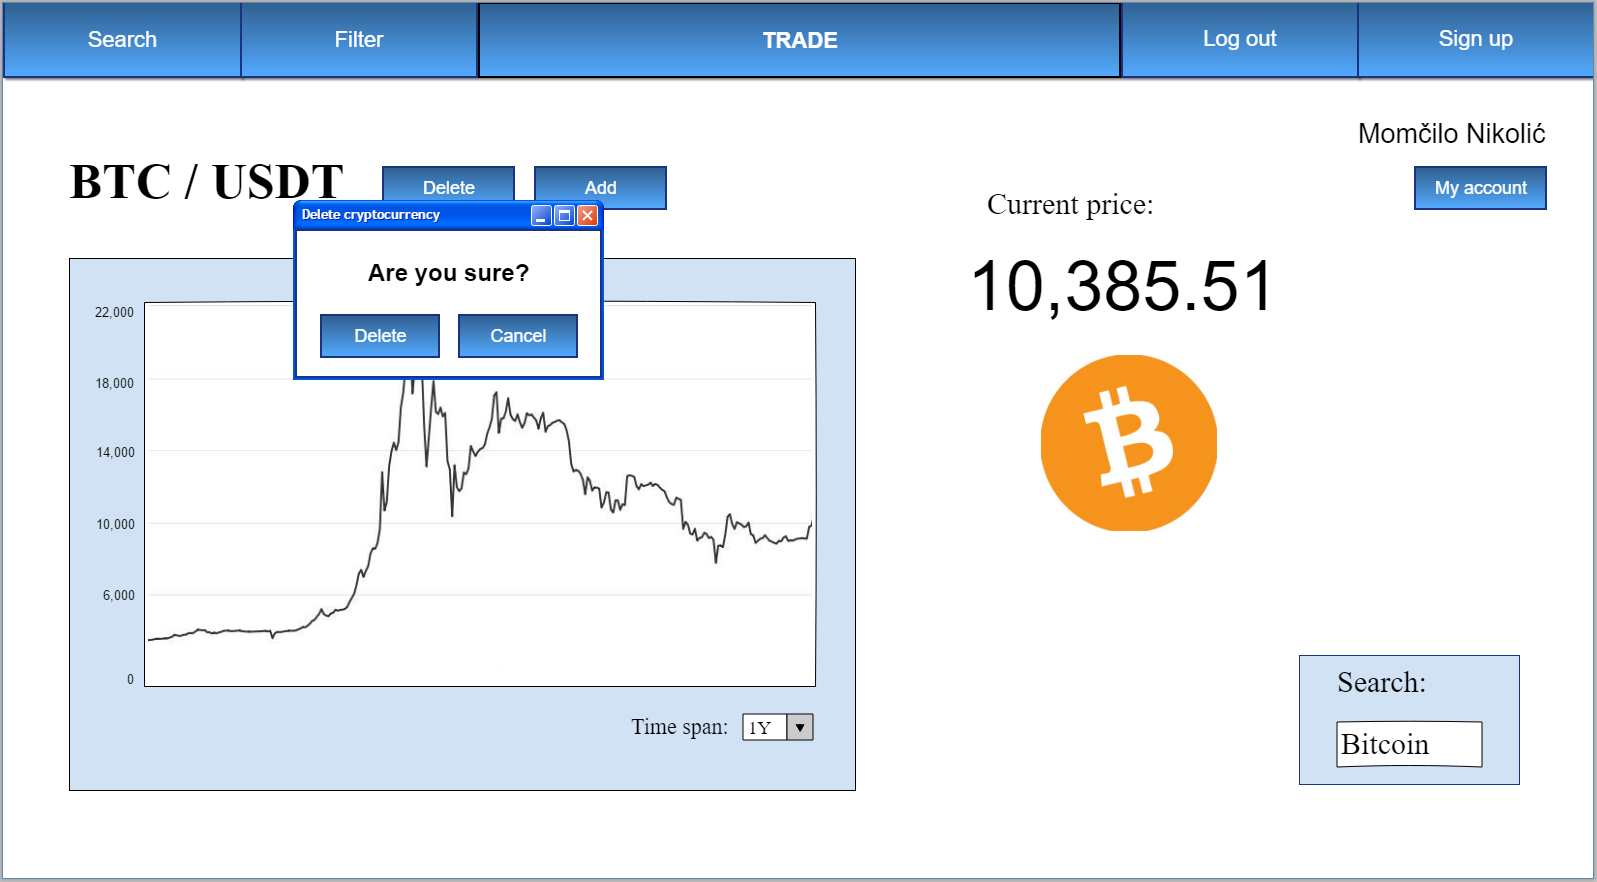 Search
Filter
TRADE
Log out
Sign up
Momčilo Nikolić
My account
BTC / USDT
Delete
Add
Current price:
10,385.51
Delete cryptocurrency
Are you sure?
Delete
Cancel
22,000
18,000
14,000
10,000
6,000
0
Time span:
1Y
Search:
Bitcoin